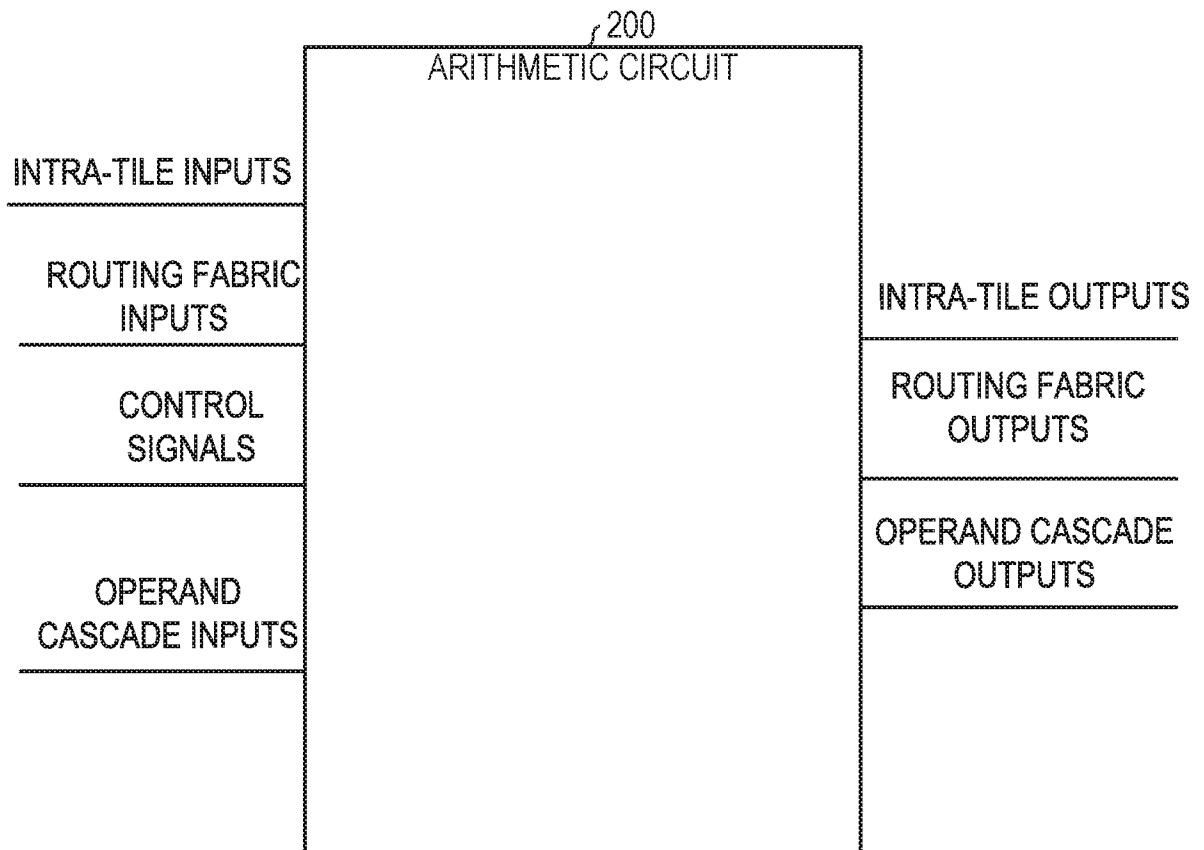 200
ARITHMETIC CIRCUIT
INTRA-TILE INPUTS
ROUTING FABRIC
INPUTS
CONTROL
SIGNALS
OPERAND
CASCADE INPUTS
INTRA-TILE OUTPUTS
ROUTING FABRIC
OUTPUTS
OPERAND CASCADE
OUTPUTS